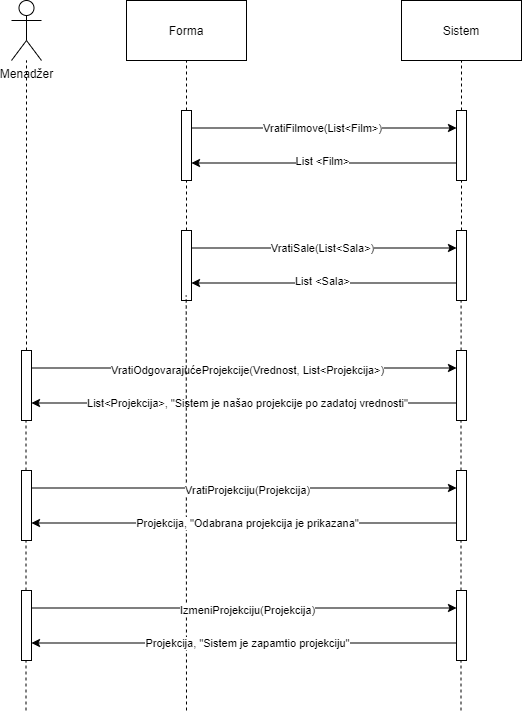 Forma
Sistem
Menadžer
VratiFilmove(List<Film>)
List <Film>
VratiSale(List<Sala>)
List <Sala>
VratiOdgovarajućeProjekcije(Vrednost, List<Projekcija>)
List<Projekcija>, "Sistem je našao projekcije po zadatoj vrednosti"
VratiProjekciju(Projekcija)
Projekcija, "Odabrana projekcija je prikazana"
IzmeniProjekciju(Projekcija)
Projekcija, "Sistem je zapamtio projekciju"